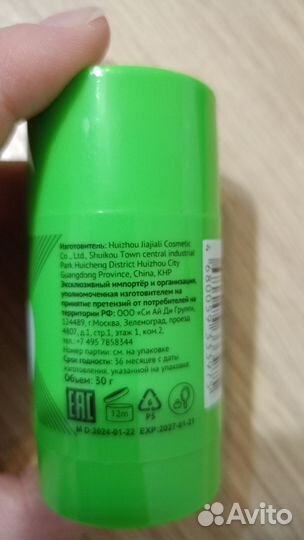 Изготовитель: Huizhou Jiajiali Cosmetic
Co., Ltd., Shuikou Town central industrial
Park Huicheng District Huizhou City
Guangdong Province, China, КНР
Эксклюзивный импортёр и организация,
уполномоченная изготовителем на
принятие претензий от потребителей на
территории РФ: ООО «Си Ай Ди Групп»,
124489, г.Москва, Зеленоград, проезд
4807, д.1, стр.1, этаж 1, ком.2,
тел.: +7 495 7858344
Номер партии: см. на упаковке
Срок годности: 36 месяцев с даты
изготовления, указанной на упаковке
Объем: 30 г
EAC
12m
6
PS
MD:2024-01-22 EXP:2027-01-21
Avito